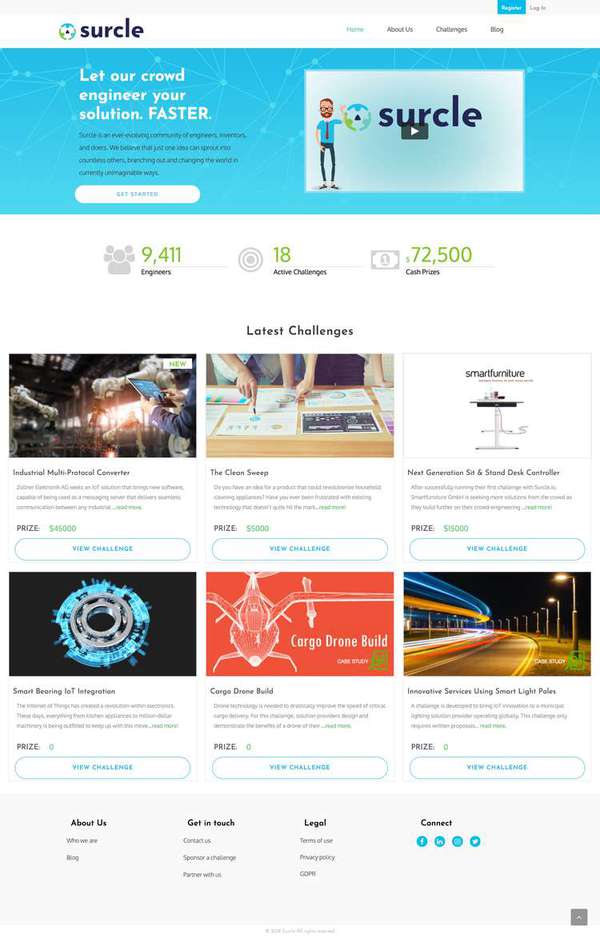 Register Log In
surcle
Home About Us Challenges Blog
Let our crowd
engineer your
solution. FASTER.
Surcle is an ever-evolving community of engineers, inventors,
and doers. We believe that just one idea can sprout into
countless others, branching out and changing the world in
currently unimaginable ways.
GET STARTED
surcle
9,411
Engineers
18
Active Challenges
$72,500
Cash Prizes
Latest Challenges
NEW
Industrial Multi-Protocol Converter
Zollner Elektronik AG seeks an IoT solution that brings new software,
capable of being used as a messaging server that delivers seamless
communication between any industrial ...read more.
PRIZE: $45000
VIEW CHALLENGE
The Clean Sweep
Do you have an idea for a product that could revolutionize household
cleaning appliances? Have you ever been frustrated with existing
technology that doesn't quite hit the mark...read more!
PRIZE: $5000
VIEW CHALLENGE
smartfurniture
Next Generation Sit & Stand Desk Controller
After successfully running their first challenge with Surcle.io,
Smartfurniture GmbH is seeking more solutions from the crowd as
they build further on their crowd-engineering ...read more!
PRIZE: $15000
VIEW CHALLENGE
Smart Bearing IoT Integration
The Internet of Things has created a revolution within electronics.
These days, everything from kitchen appliances to million-dollar
machinery is being outfitted to keep up with this move...read more!
PRIZE: 0
VIEW CHALLENGE
Cargo Drone Build
CASE STUDY
Cargo Drone Build
Drone technology is needed to drastically improve the speed of critical
cargo delivery. For this challenge, solution providers design and
demonstrate the benefits of a drone of their ...read more!
PRIZE: 0
VIEW CHALLENGE
CASE STUDY
Innovative Services Using Smart Light Poles
A challenge is developed to bring IoT innovation to a municipal
lighting solution provider operating globally. This challenge only
requires written proposals... read more!
PRIZE: 0
VIEW CHALLENGE
About Us
Who we are
Blog
Get in touch
Contact us
Sponsor a challenge
Partner with us
Legal
Terms of use
Privacy policy
GDPR
Connect
All rights reserved.